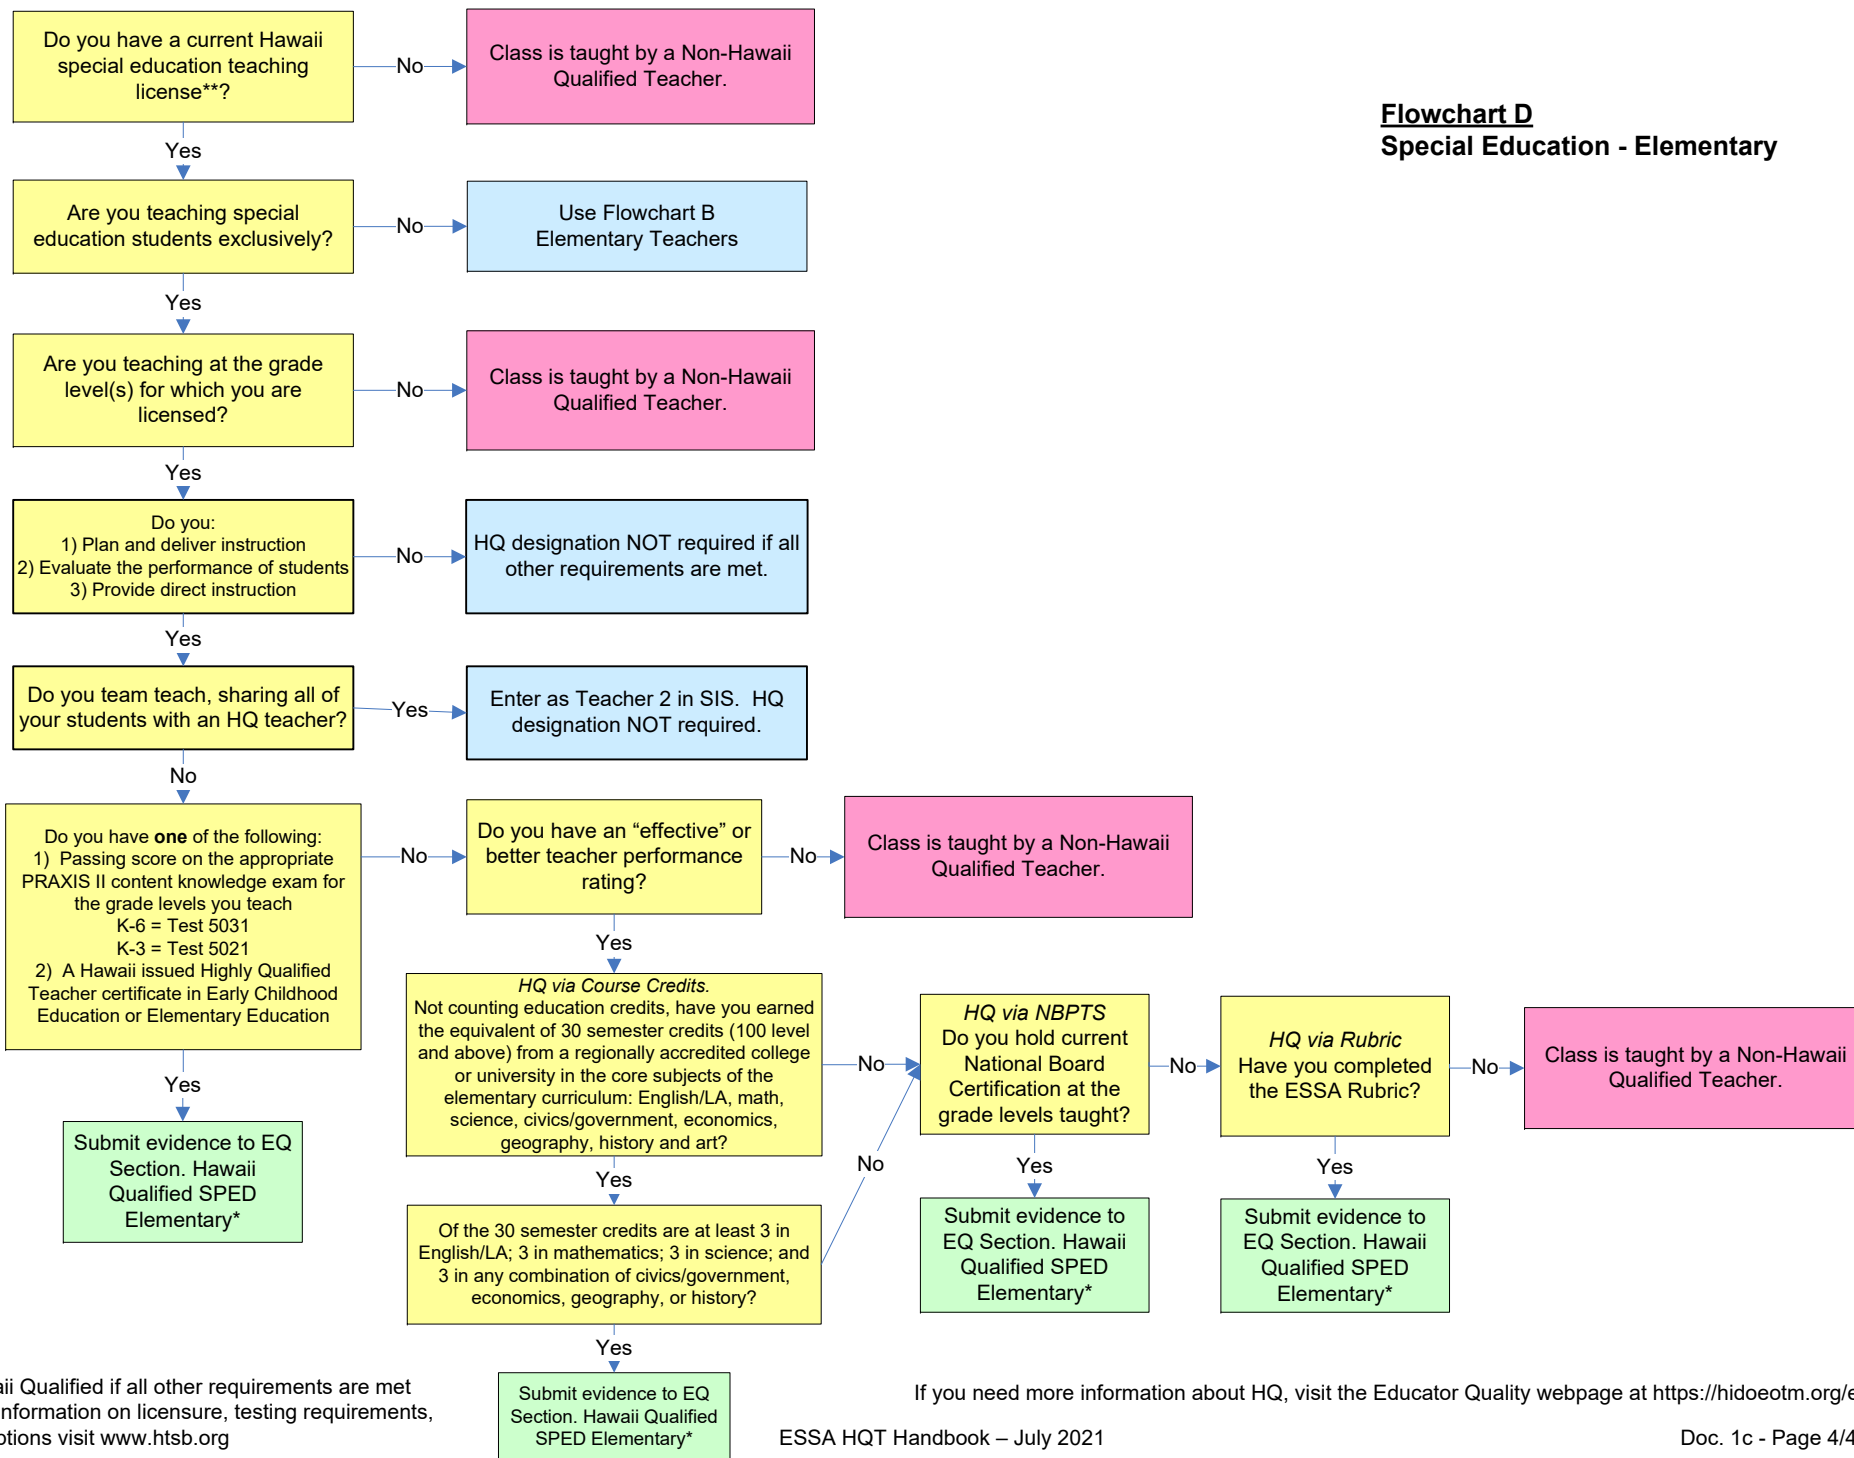 Do you have a current Hawaii
special education teaching
license**?
No
Class is taught by a Non-Hawaii
Qualified Teacher.
Flowchart D
Special Education - Elementary
Yes
Are you teaching special
education students exclusively?
No
Use Flowchart B
Elementary Teachers
Yes
Are you teaching at the grade
level(s) for which you are
licensed?
No
Class is taught by a Non-Hawaii
Qualified Teacher.
Yes
Do you:
1) Plan and deliver instruction
2) Evaluate the performance of students
3) Provide direct instruction
No
HQ designation NOT required if all
other requirements are met.
Yes
Do you team teach, sharing all of
your students with an HQ teacher?
Yes
Enter as Teacher 2 in SIS. HQ
designation NOT required.
No
Do you have one of the following:
1) Passing score on the appropriate
PRAXIS II content knowledge exam for
the grade levels you teach
K-6 = Test 5031
K-3 = Test 5021
2) A Hawaii issued Highly Qualified
Teacher certificate in Early Childhood
Education or Elementary Education
No
Do you have an “effective” or
better teacher performance
rating?
No
Class is taught by a Non-Hawaii
Qualified Teacher.
Yes
Submit evidence to EQ
Section. Hawaii
Qualified SPED
Elementary*
Yes
HQ via Course Credits.
Not counting education credits, have you earned
the equivalent of 30 semester credits (100 level
and above) from a regionally accredited college
or university in the core subjects of the
elementary curriculum: English/LA, math,
science, civics/government, economics,
geography, history and art?
No
HQ via NBPTS
Do you hold current
National Board
Certification at the
grade levels taught?
No
HQ via Rubric
Have you completed
the ESSA Rubric?
No
Class is taught by a Non-Hawaii
Qualified Teacher.
Yes
Of the 30 semester credits are at least 3 in
English/LA; 3 in mathematics; 3 in science; and
3 in any combination of civics/government,
economics, geography, or history?
No
Yes
Submit evidence to
EQ Section. Hawaii
Qualified SPED
Elementary*
Yes
Submit evidence to
EQ Section. Hawaii
Qualified SPED
Elementary*
Yes
Submit evidence to EQ
Section. Hawaii Qualified
SPED Elementary*
Qualified if all other requirements are met
information on licensure, testing requirements,
visit www.htsb.org
If you need more information about HQ, visit the Educator Quality webpage at https://hidoeotm.org/e
ESSA HQT Handbook – July 2021
Doc. 1c - Page 4/4